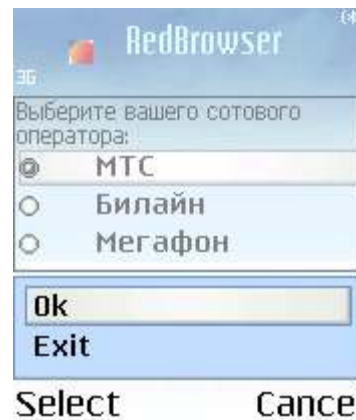 RedBrowser
3G
Выберите вашего сотового
оператора:
МТС
Билайн
Мегафон
Ok
Exit
Select Cance